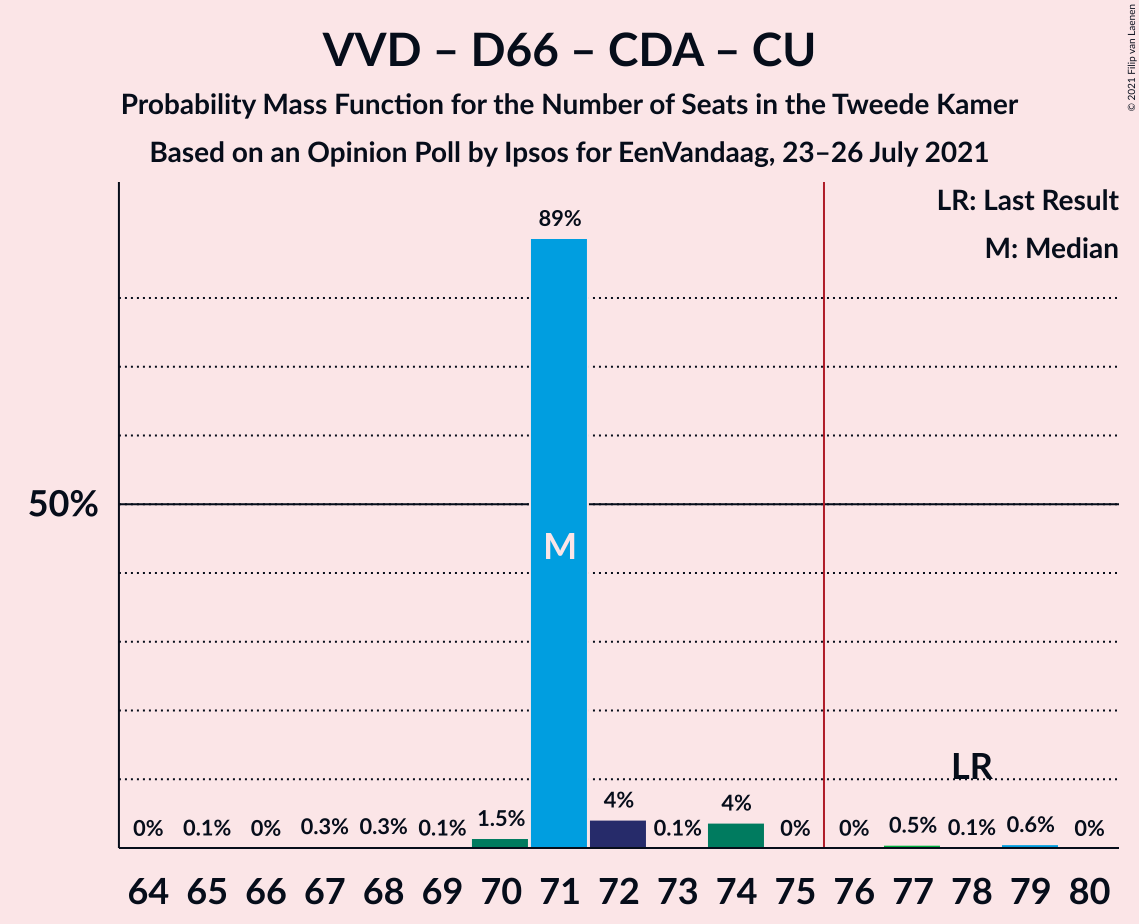 VVD – D66 – CDA – CU
Probability Mass Function for the Number of Seats in the Tweede Kamer
Based on an Opinion Poll by Ipsos for EenVandaag, 23–26 July 2021
© 2021 Filip van Laenen
LR: Last Result
M: Median
89%
50%
M
LR
0% 0.1% 0% 0.3% 0.3% 0.1% 1.5% 4% 0.1% 4% 0% 0% 0.5% 0.1% 0.6% 0%
64 65 66 67 68 69 70 71 72 73 74 75 76 77 78 79 80